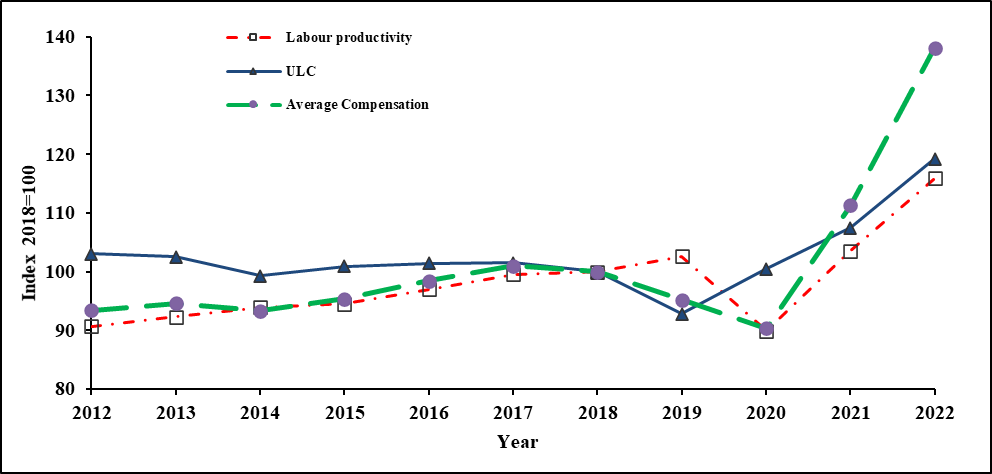 140
130
120
110
100
90
80
Index 2018=100
Labour productivity
ULC
Average Compensation
2012 2013 2014 2015 2016 2017 2018 2019 2020 2021 2022
Year